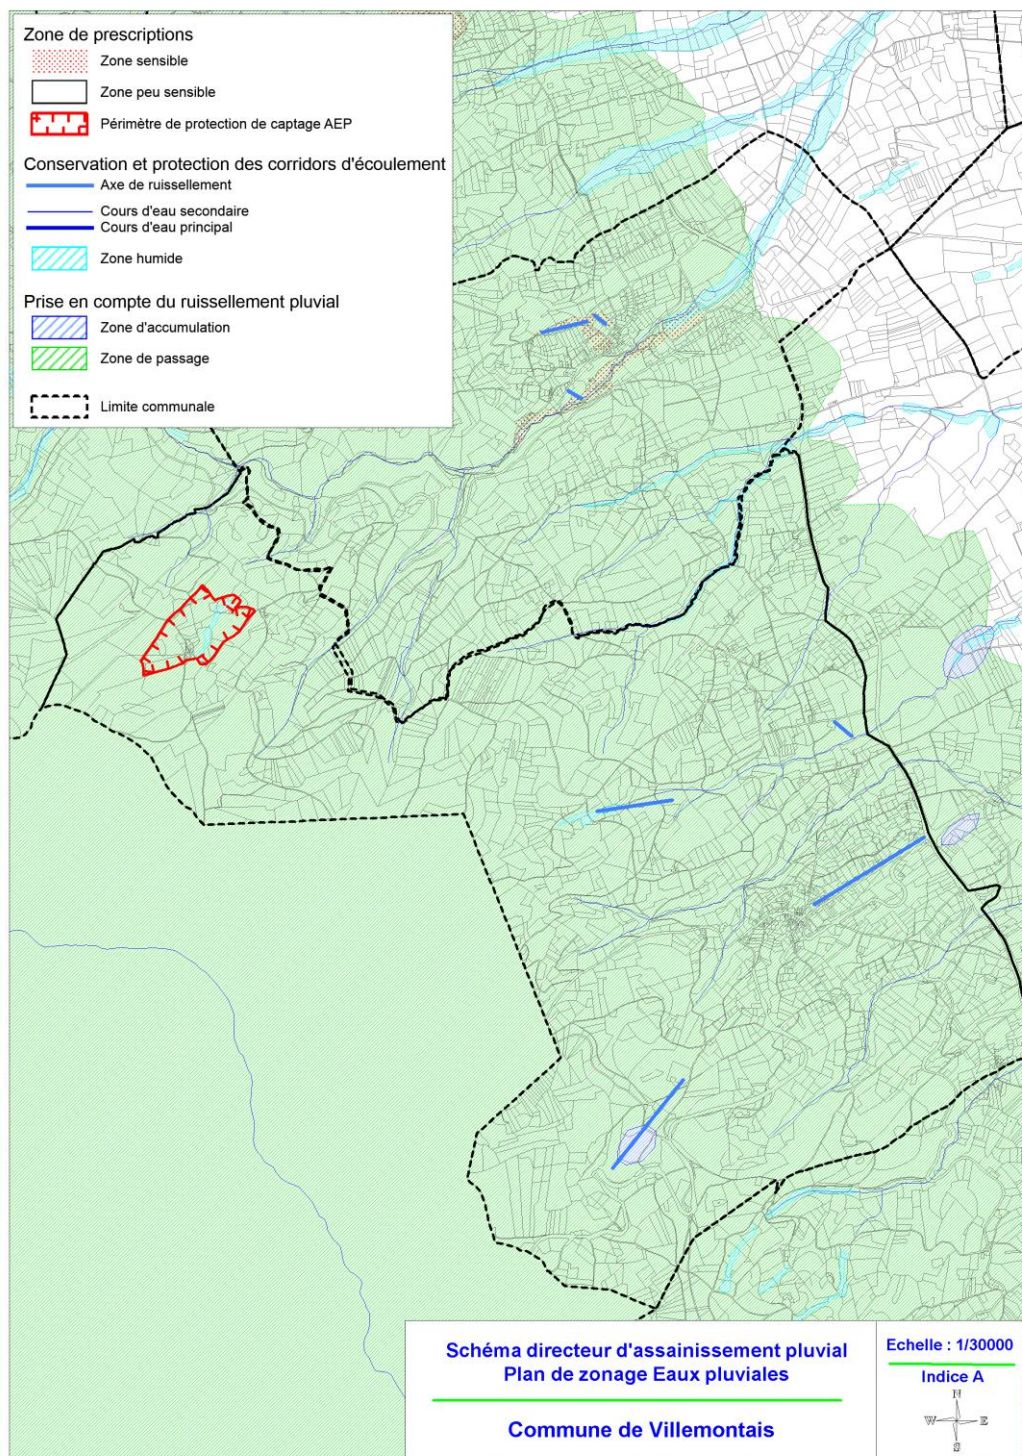 Zone de prescriptions
Zone sensible
Zone peu sensible
Périmètre de protection de captage AEP
Conservation et protection des corridors d'écoulement
Axe de ruissellement
Cours d'eau secondaire
Cours d'eau principal
Zone humide
Prise en compte du ruissellement pluvial
Zone d'accumulation
Zone de passage
Limite communale
Schéma directeur d'assainissement pluvial
Plan de zonage Eaux pluviales
Commune de Villemontais
Echelle : 1/30000
Indice A
N
W E
S